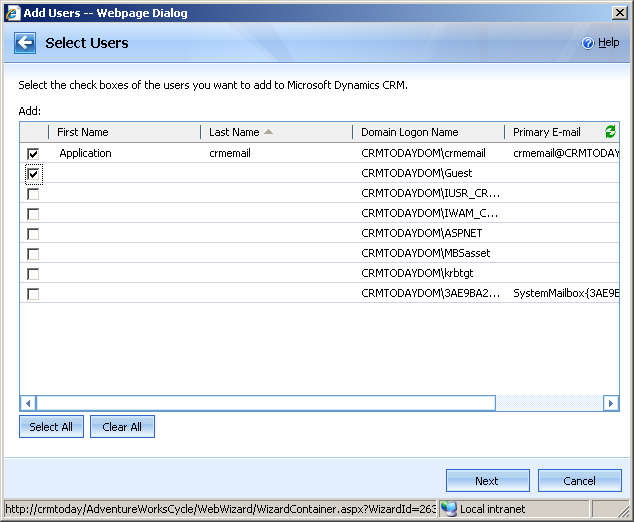 Add Users -- Webpage Dialog
Select Users
Help
Select the check boxes of the users you want to add to Microsoft Dynamics CRM.
Add:
First Name Last Name Domain Logon Name Primary E-mail
Application crmemail CRMTODAYDOM\crmemail crmemail@CRMTODAY
CRMTODAYDOM\Guest
CRMTODAYDOM\IUSR_CR...
CRMTODAYDOM\IWAM_C...
CRMTODAYDOM\ASPNET
CRMTODAYDOM\MBSasset
CRMTODAYDOM\krbtgt
CRMTODAYDOM\3AE9BA2... SystemMailbox{3AE9B
Select All Clear All
Next Cancel
http://crmtoday/AdventureWorksCycle/WebWizard/WizardContainer.aspx?WizardId=263 Local intranet